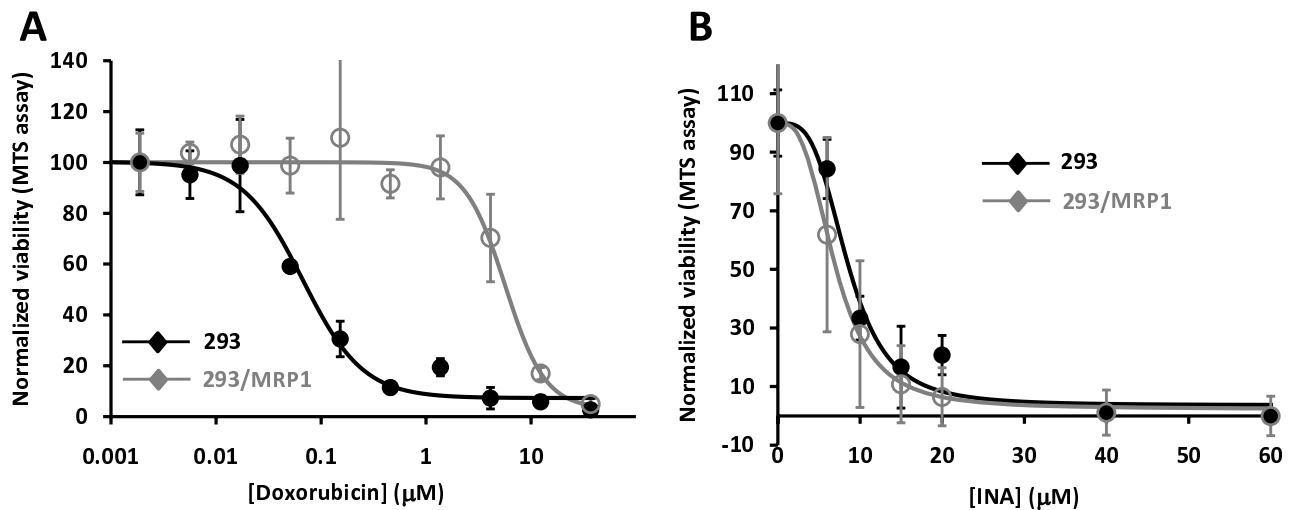 A
Normalized viability (MTS assay)
140
120
100
80
60
40
20
0
0.001 0.01 0.1 1 10
[Doxorubicin] (μM)
293
293/MRP1
B
Normalized viability (MTS assay)
110
90
70
50
30
10
-10
0 10 20 30 40 50 60
[INA] (μM)
293
293/MRP1